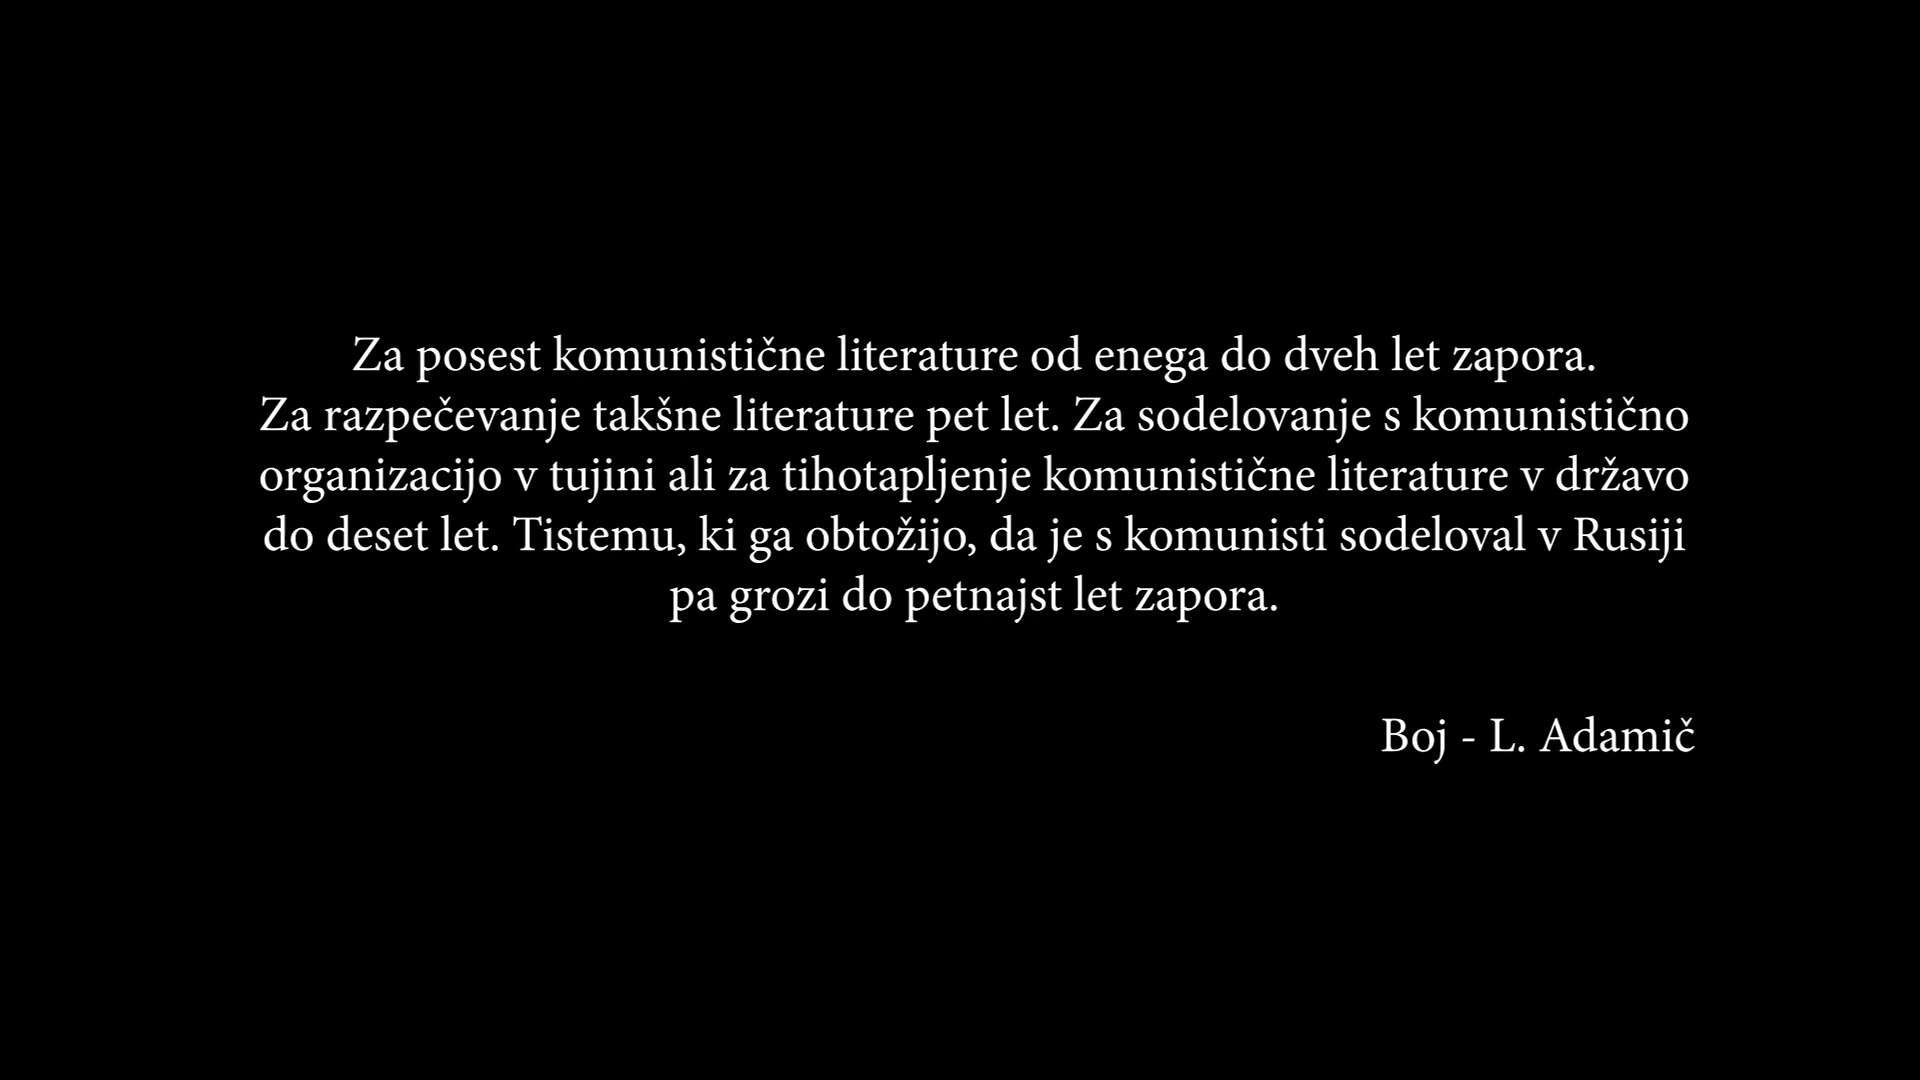 Za posest komunistične literature od enega do dveh let zapora.
Za razpečevanje takšne literature pet let. Za sodelovanje s komunistično
organizacijo v tujini ali za tihotapljenje komunistične literature v državo
do deset let. Tistemu, ki ga obtožijo, da je s komunisti sodeloval v Rusiji
pa grozi do petnajst let zapora.
Boj - L. Adamič